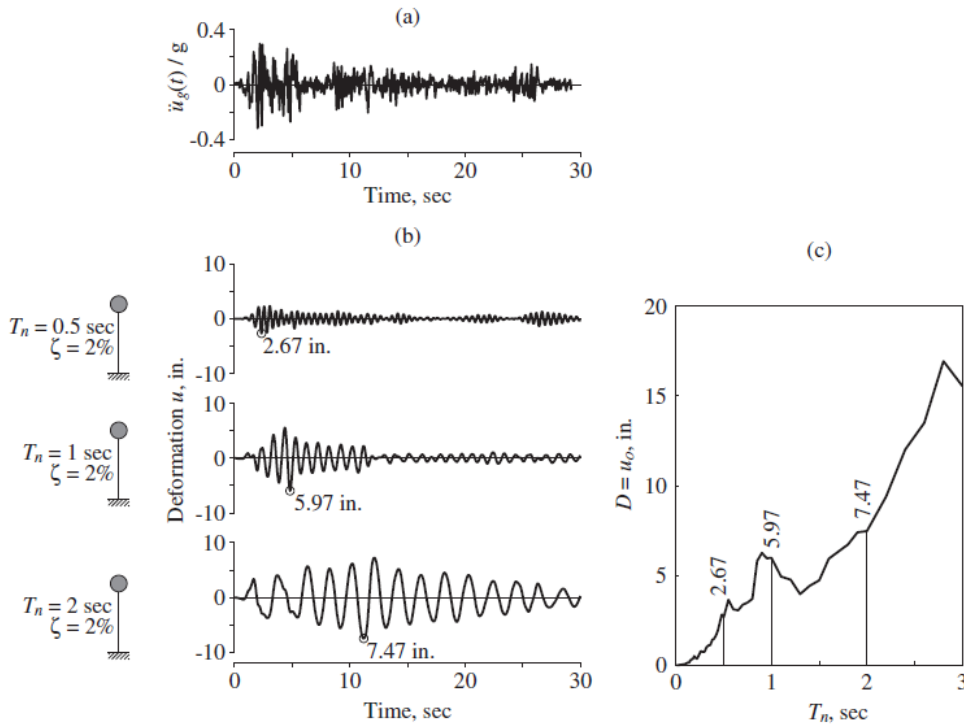 (a)
0.4
0
-0.4
üg(t) / g
0 10 20 30
Time, sec
(b)
Tn = 0.5 sec
ζ = 2%
10
0
-10
2.67 in.
Tn = 1 sec
ζ = 2%
10
0
-10
5.97 in.
Tn = 2 sec
ζ = 2%
10
0
-10
7.47 in.
Deformation u, in.
0 10 20 30
Time, sec
(c)
20
15
10
5
0
D = uo, in.
2.67
5.97
7.47
0 1 2 3
Tn, sec